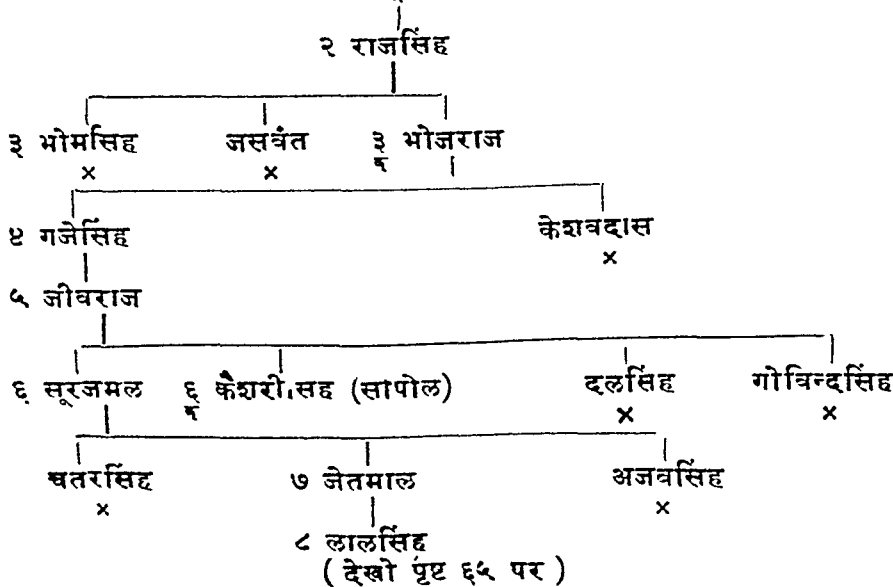 २ राजसिंह
३ भोमसिंह जसवंत ३ भोजराज
× × व
४ गजेसिंह केशवदास
×
५ जीवराज
६ सूरजमल ६ केशरीसिंह (सापोल) दलसिंह गोविन्दसिंह
× ×
चतरसिंह ७ जेतमाल अजवसिंह
× ×
८ लालसिंह
( देखो पृष्ट ६५ पर )